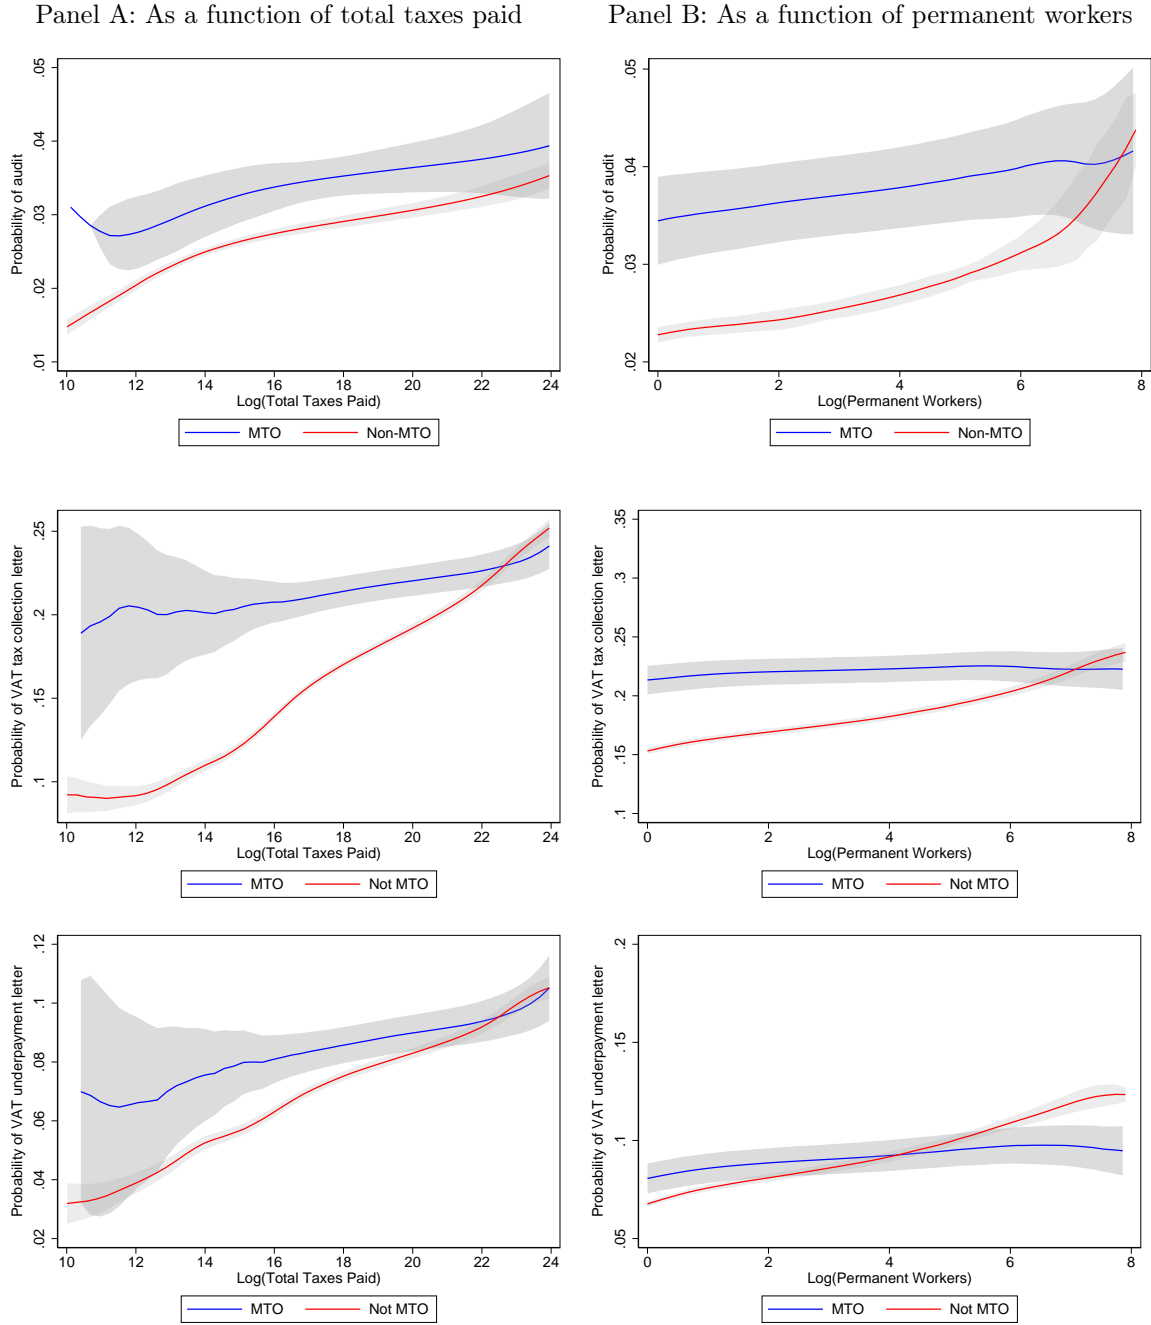 Panel A: As a function of total taxes paid
Panel B: As a function of permanent workers
Probability of audit
.05
.04
.03
.02
.01
10 12 14 16 18 20 22 24
Log(Total Taxes Paid)
MTO Non-MTO
Probability of audit
.05
.04
.03
.02
0 2 4 6 8
Log(Permanent Workers)
MTO Non-MTO
Probability of VAT tax collection letter
.25
.2
.15
.1
10 12 14 16 18 20 22 24
Log(Total Taxes Paid)
MTO Not MTO
Probability of VAT tax collection letter
.35
.3
.25
.2
.15
.1
0 2 4 6 8
Log(Permanent Workers)
MTO Not MTO
Probability of VAT underpayment letter
.12
.1
.08
.06
.04
.02
10 12 14 16 18 20 22 24
Log(Total Taxes Paid)
MTO Not MTO
Probability of VAT underpayment letter
.2
.15
.1
.05
0 2 4 6 8
Log(Permanent Workers)
MTO Not MTO